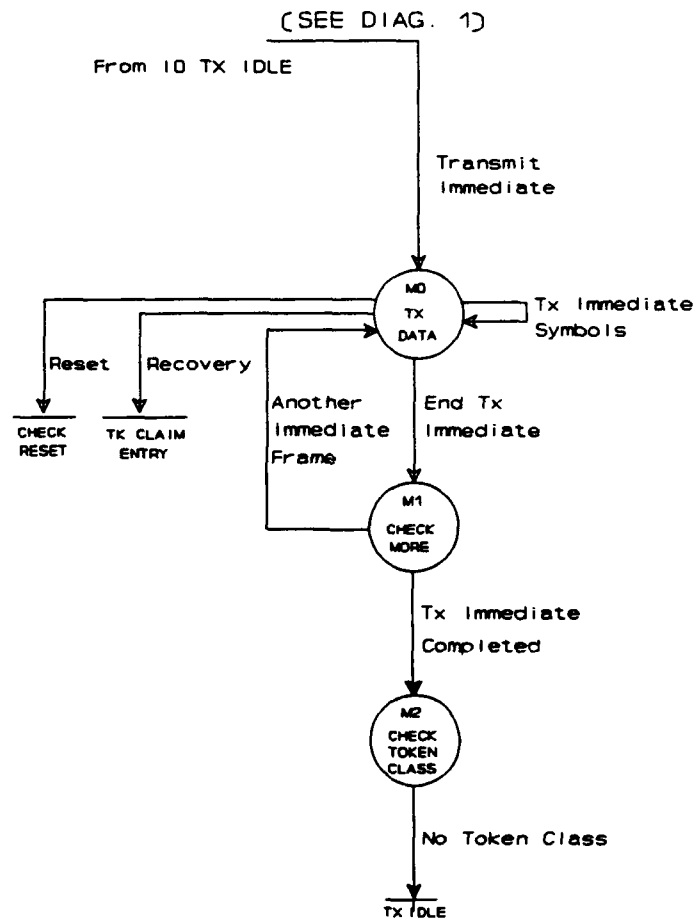 (SEE DIAG. 1)
From IO TX IDLE
Transmit
Immediate
M0
TX
DATA
Tx Immediate
Symbols
Reset
Recovery
CHECK
RESET
TK CLAIM
ENTRY
Another
Immediate
Frame
End Tx
Immediate
M1
CHECK
MORE
Tx Immediate
Completed
M2
CHECK
TOKEN
CLASS
No Token Class
TX IDLE